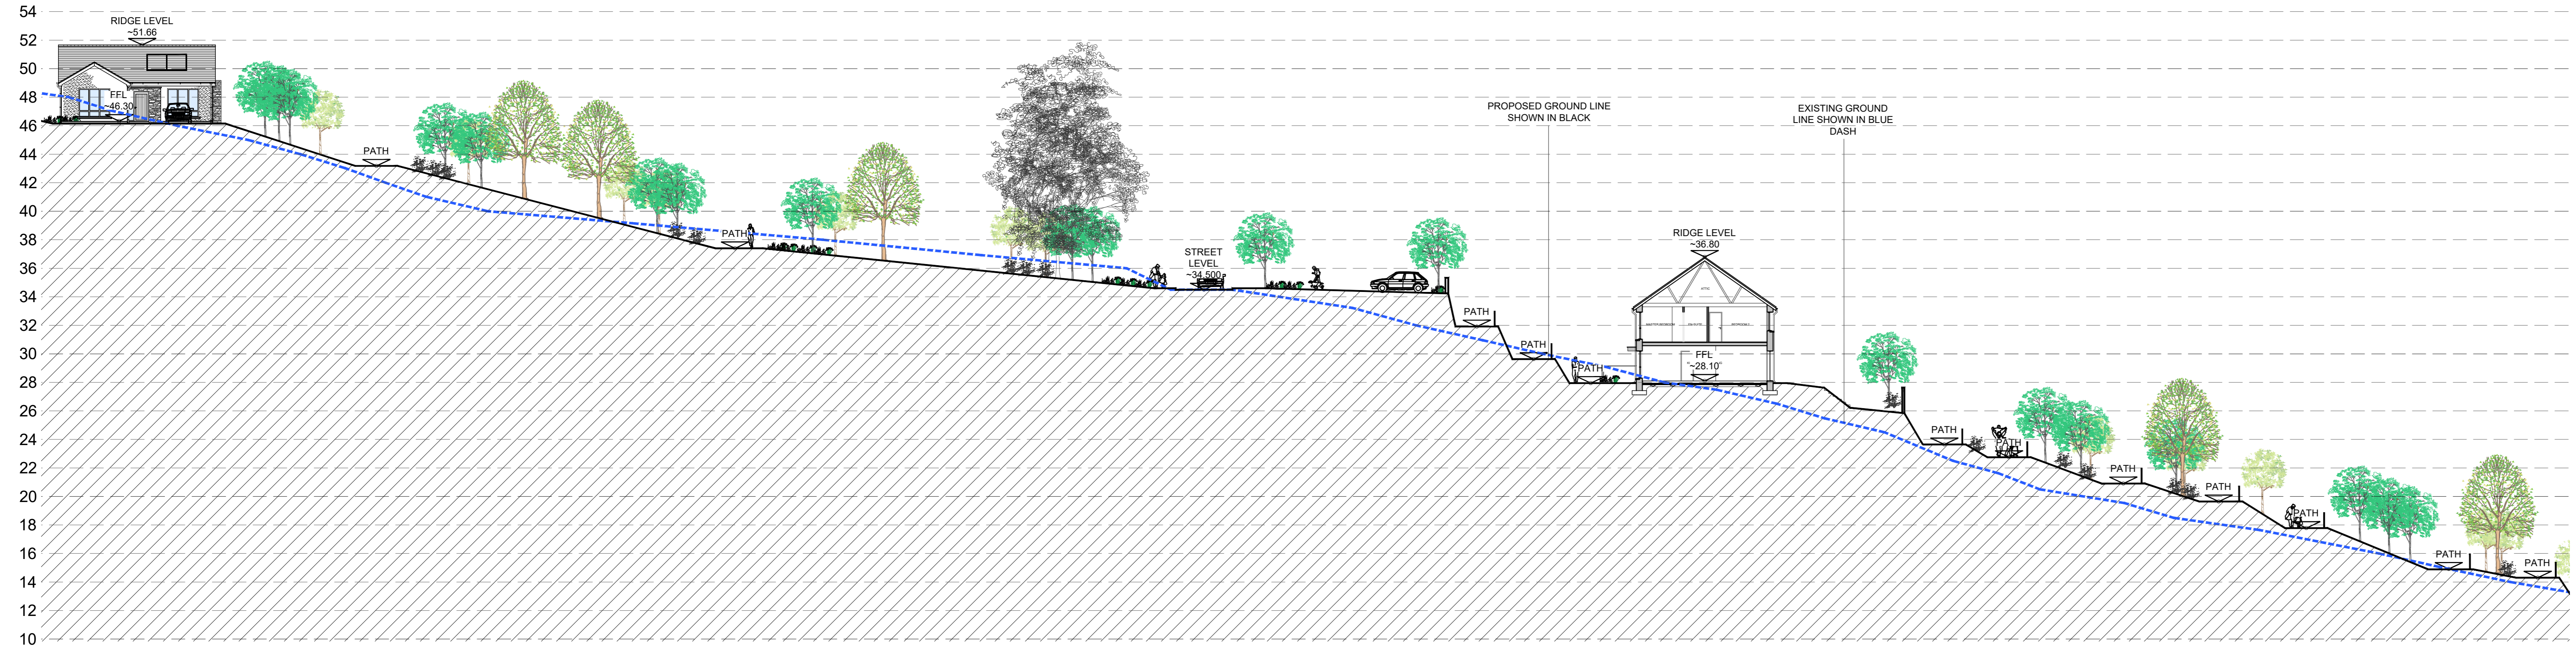 54
52
50
48
46
44
42
40
38
36
34
32
30
28
26
24
22
20
18
16
14
12
10
RIDGE LEVEL
~51.66
FFL
~46.30
PATH
PATH
STREET
LEVEL
~34.500
PATH
PATH
PATH
PROPOSED GROUND LINE
SHOWN IN BLACK
RIDGE LEVEL
~36.80
ATTIC
FFL
~28.10
EXISTING GROUND
LINE SHOWN IN BLUE
DASH
PATH
PATH
PATH
PATH
PATH
PATH
PATH